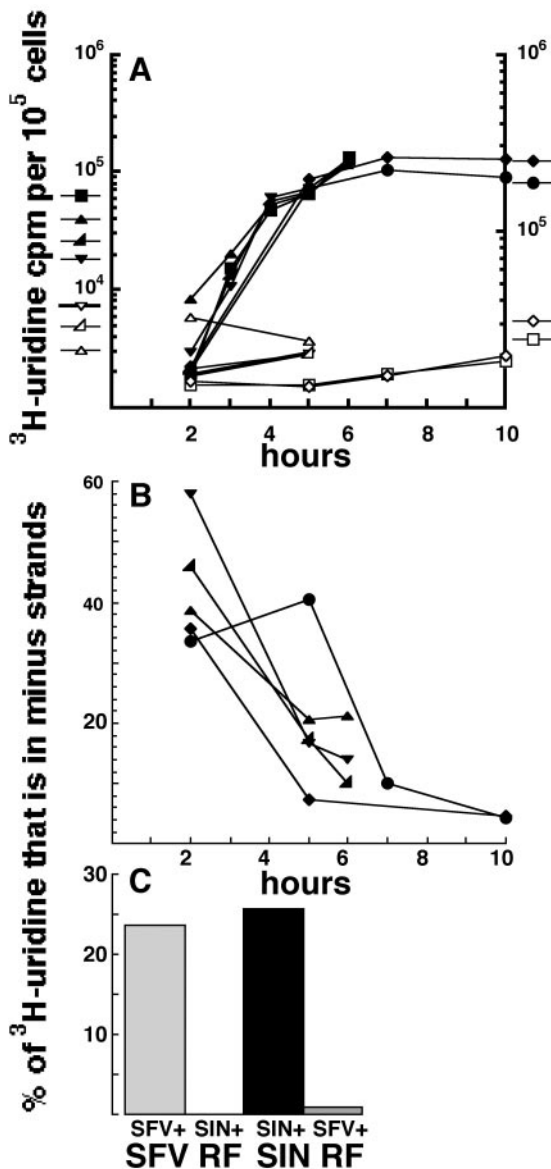 ³H-uridine cpm per 10⁵ cells
A
10⁶
10⁵
10⁴
10⁶
10⁵
2 4 6 8 10
hours
% of ³H-uridine that is in minus strands
B
60
40
20
2 4 6 8 10
hours
C
30
20
10
SFV+ SIN+ SIN+ SFV+
SFV RF SIN RF